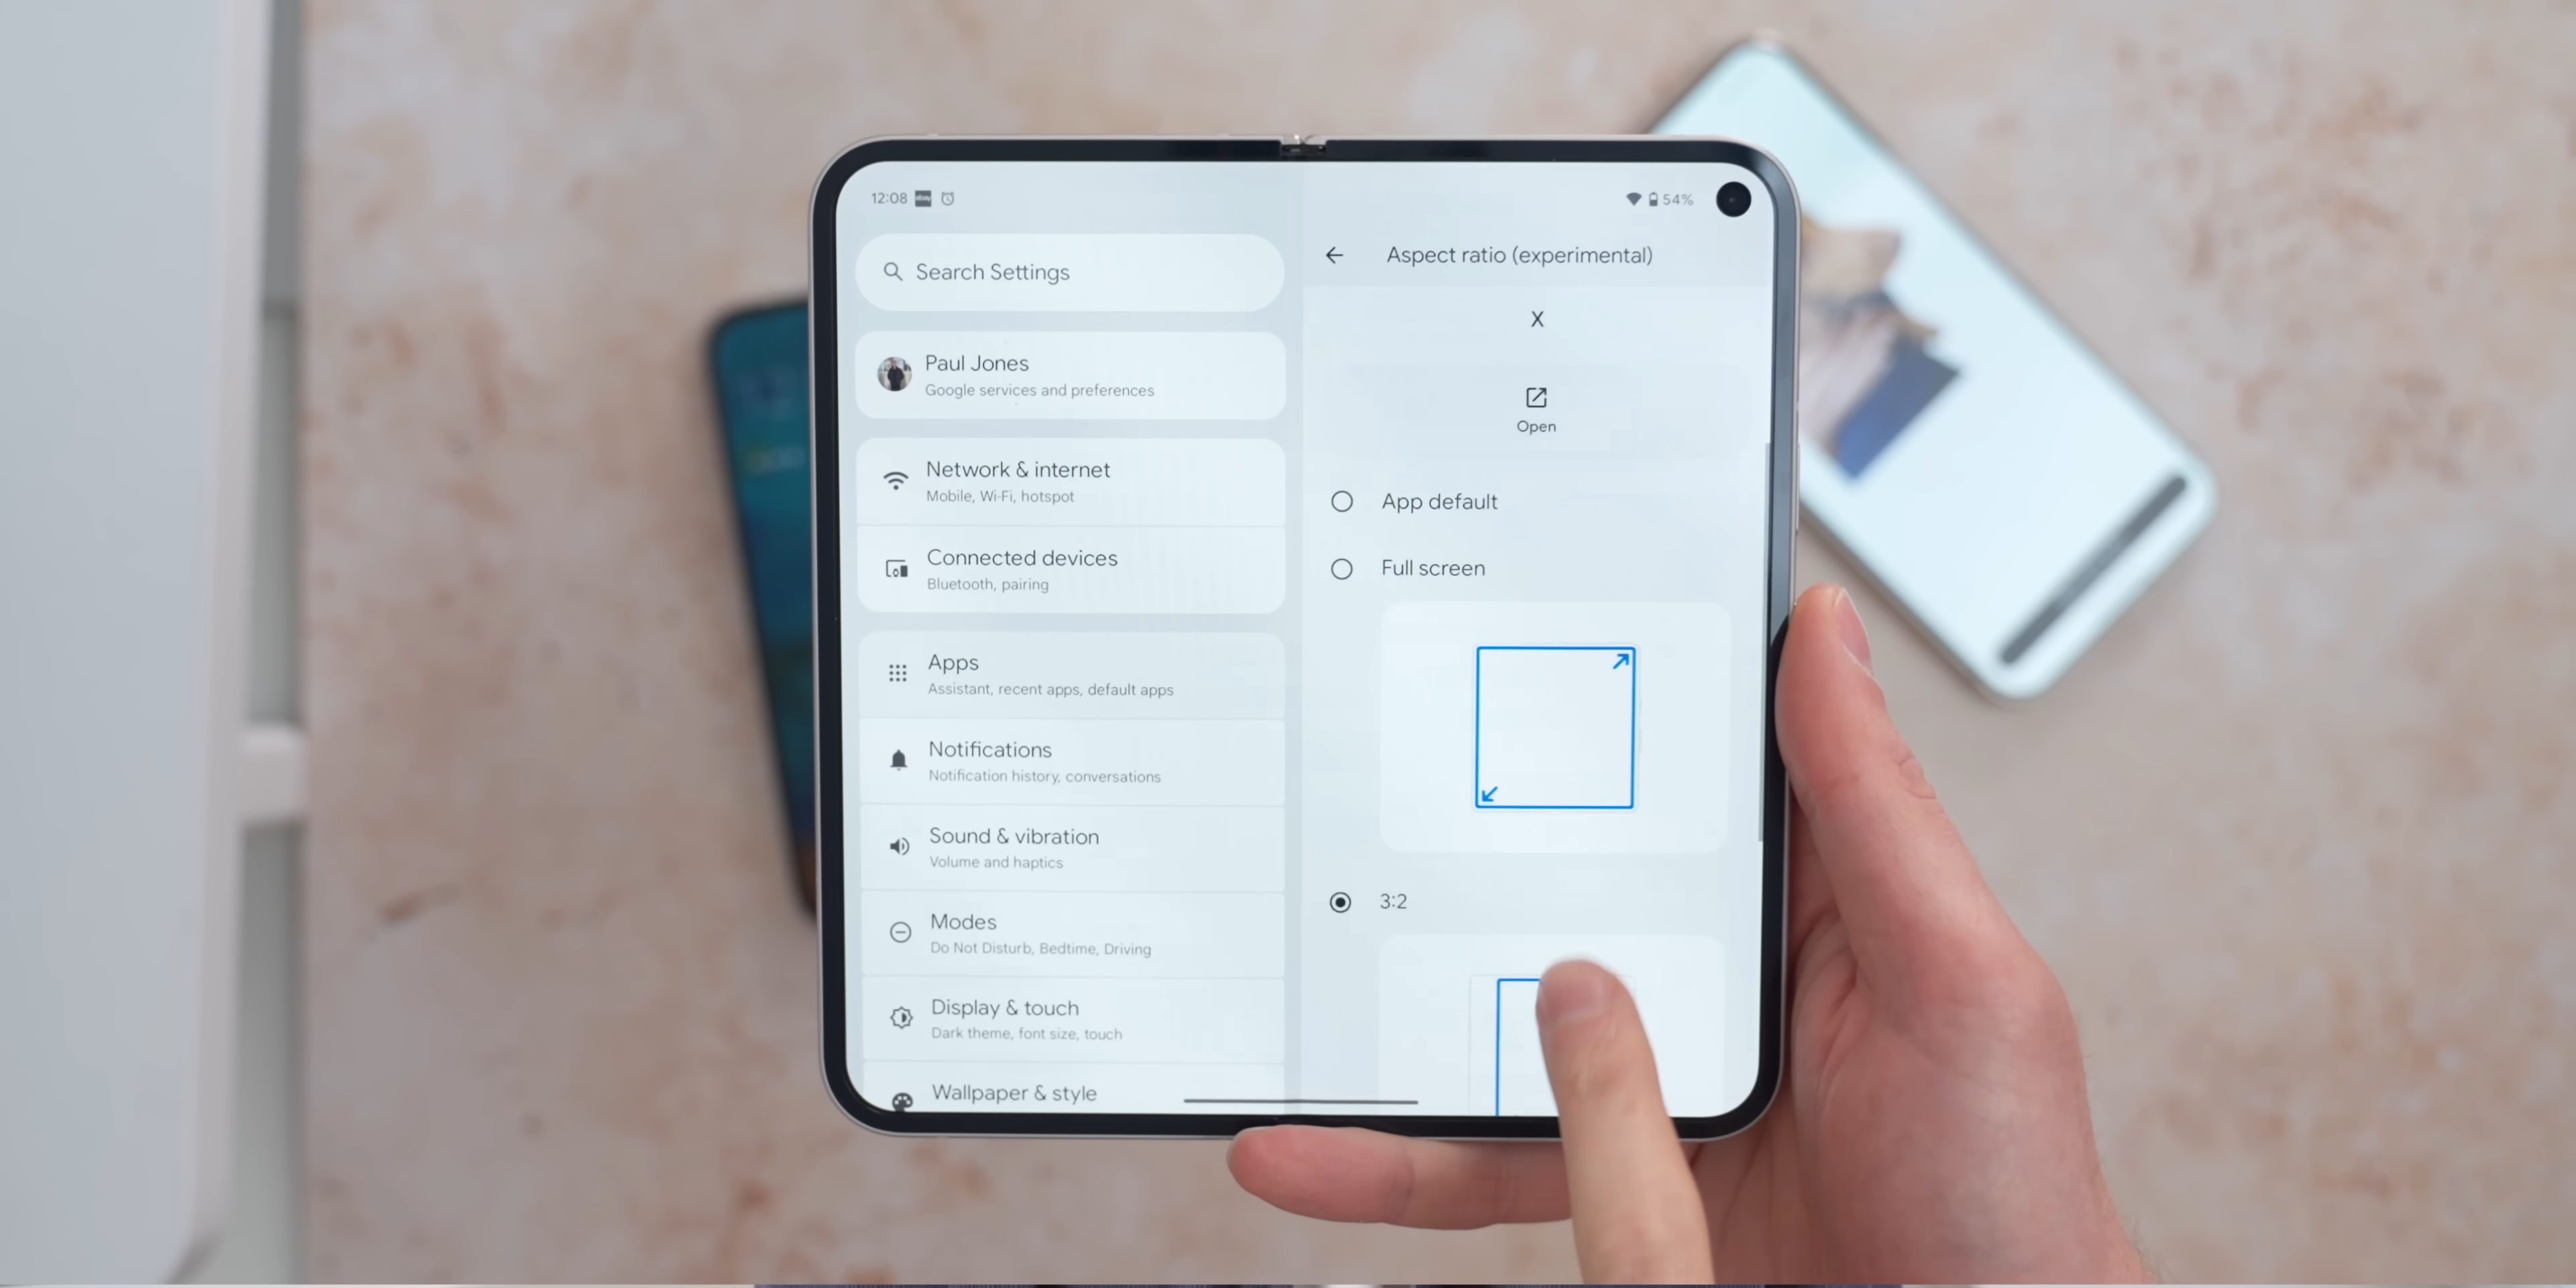 12:08
54%
Search Settings
Paul Jones
Google services and preferences
Network & internet
Mobile, Wi-Fi, hotspot
Connected devices
Bluetooth, pairing
Apps
Assistant, recent apps, default apps
Notifications
Notification history, conversations
Sound & vibration
Volume and haptics
Modes
Do Not Disturb, Bedtime, Driving
Display & touch
Dark theme, font size, touch
Wallpaper & style
Aspect ratio (experimental)
X
Open
App default
Full screen
3:2